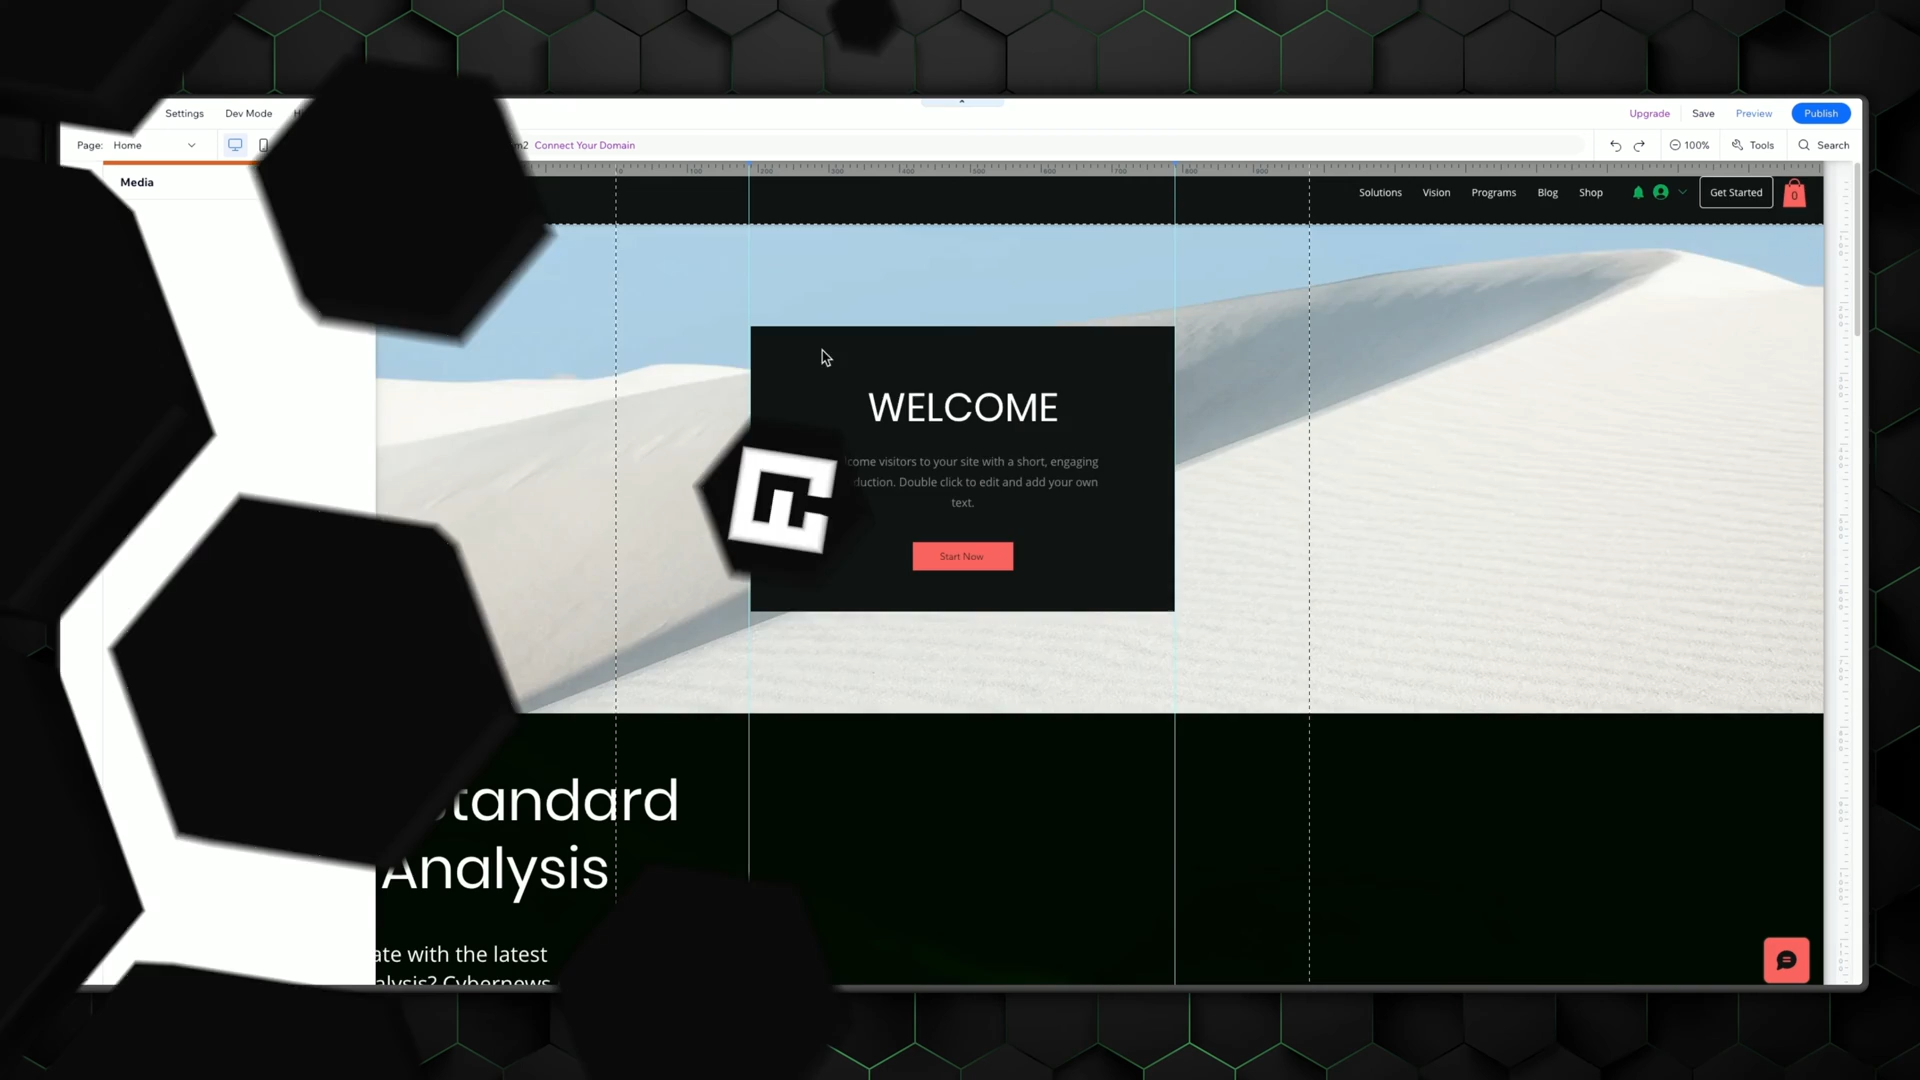 Settings Dev Mode
Upgrade Save Preview Publish
Page: Home
Connect Your Domain
100% Tools Search
Media
Solutions Vision Programs Blog Shop Get Started 0
WELCOME
come visitors to your site with a short, engaging
duction. Double click to edit and add your own
text.
Start Now
tandard
Analysis
ate with the latest
alysis? Cybernews